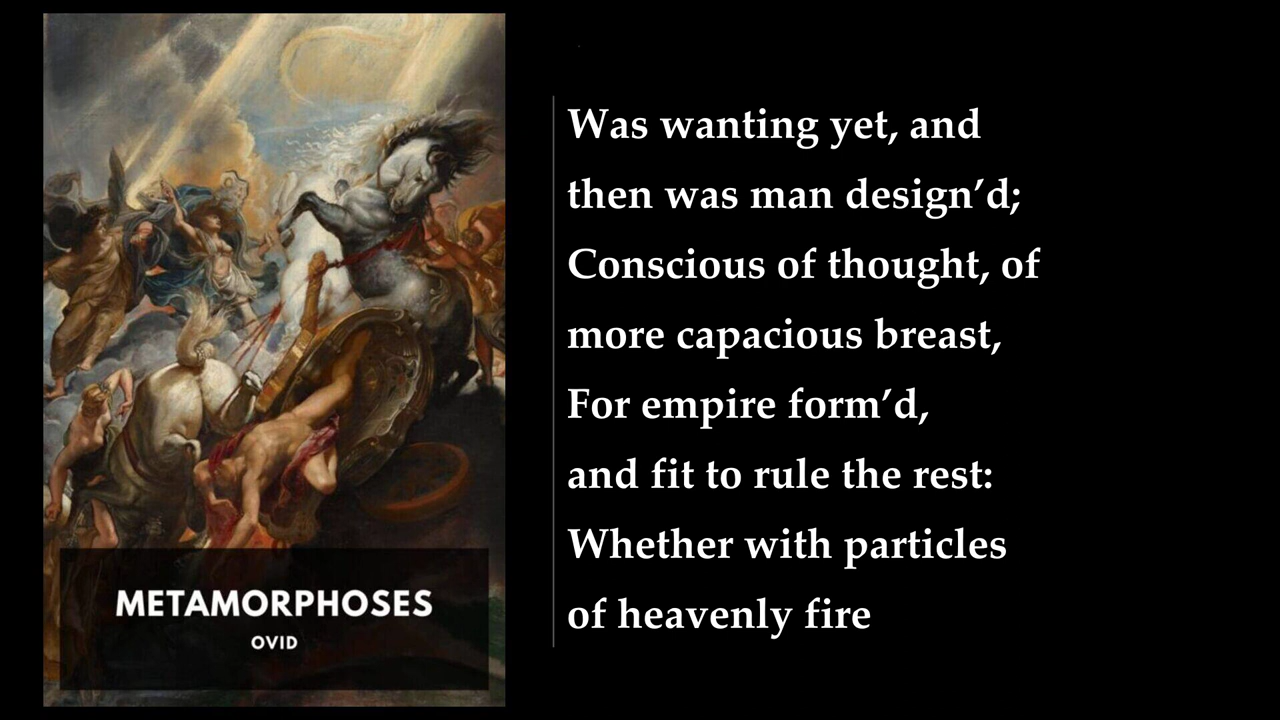 METAMORPHOSES
OVID
Was wanting yet, and
then was man design’d;
Conscious of thought, of
more capacious breast,
For empire form’d,
and fit to rule the rest:
Whether with particles
of heavenly fire